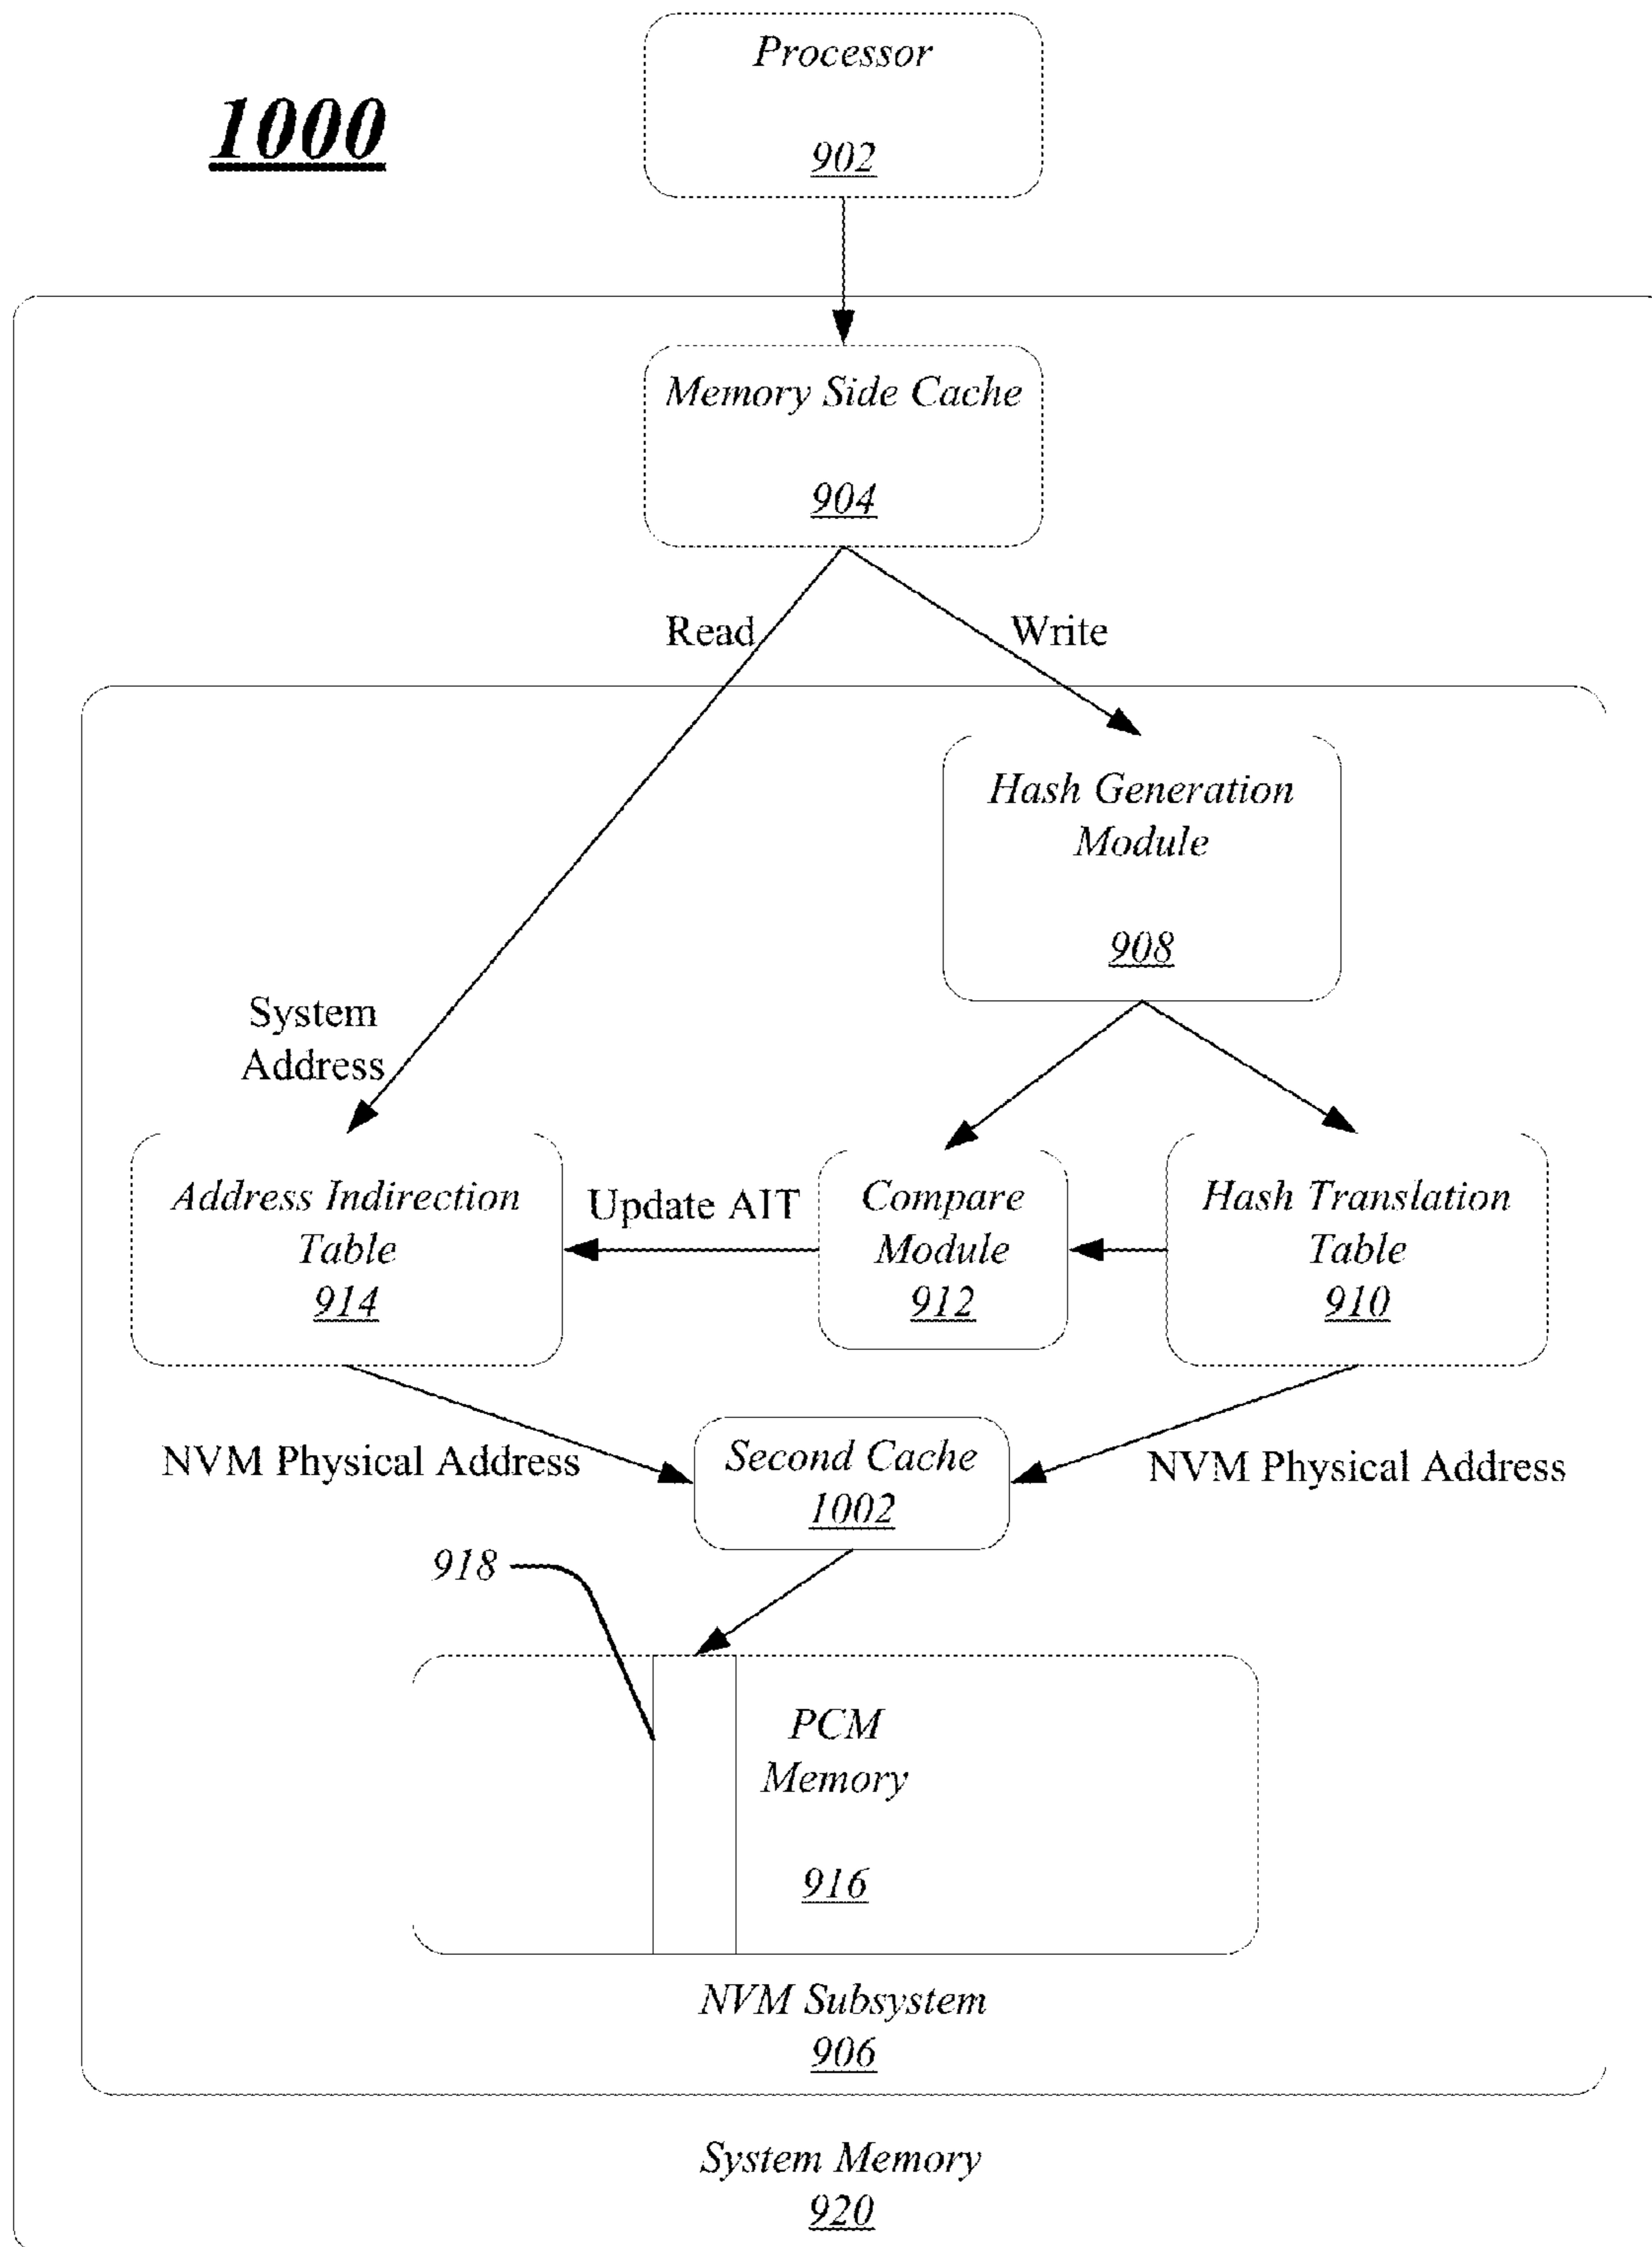 Processor
1000
902
Memory Side Cache
904
Read
Write
Hash Generation
Module
908
System
Address
Address Indirection
Table
914
Update AIT
Compare
Module
912
Hash Translation
Table
910
NVM Physical Address
Second Cache
1002
NVM Physical Address
918
PCM
Memory
916
NVM Subsystem
906
System Memory
920